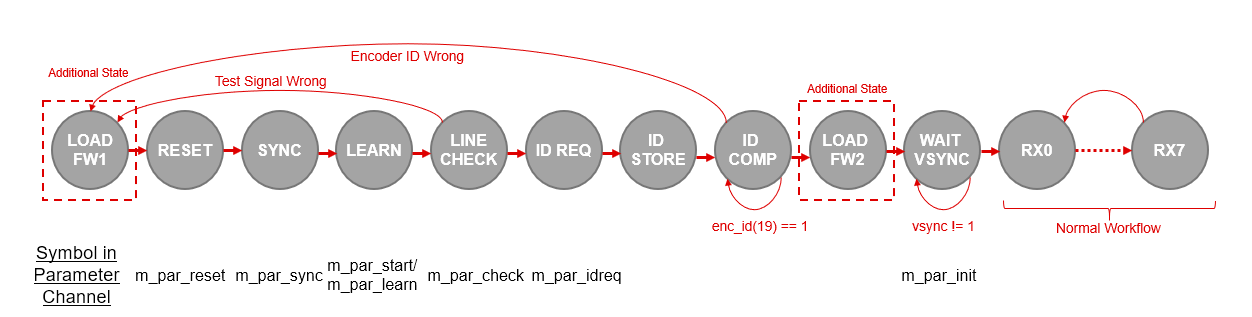 Encoder ID Wrong
Additional State
Test Signal Wrong
Additional State
LOAD
FW1
RESET
SYNC
LEARN
LINE
CHECK
ID REQ
ID
STORE
ID
COMP
LOAD
FW2
WAIT
VSYNC
RX0
RX7
enc_id(19) == 1
vsync != 1
Normal Workflow
Symbol in
Parameter
Channel
m_par_reset
m_par_sync
m_par_start/
m_par_learn
m_par_check
m_par_idreq
m_par_init